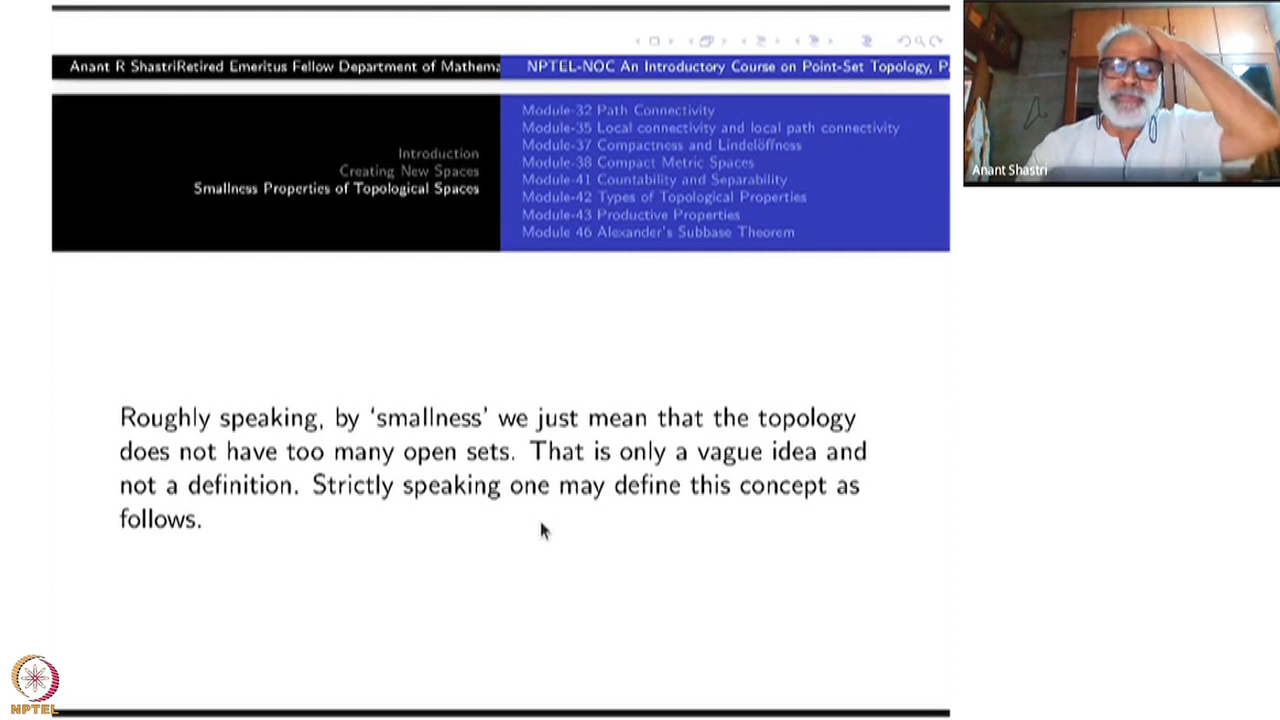 Anant R ShastriRetired Emeritus Fellow Department of Mathema
NPTEL-NOC An Introductory Course on Point-Set Topology, P
Introduction
Creating New Spaces
Smallness Properties of Topological Spaces
Module-32 Path Connectivity
Module-35 Local connectivity and local path connectivity
Module-37 Compactness and Lindelöffness
Module-38 Compact Metric Spaces
Module-41 Countability and Separability
Module-42 Types of Topological Properties
Module-43 Productive Properties
Module 46 Alexander's Subbase Theorem
Anant Shastri
Roughly speaking, by ‘smallness’ we just mean that the topology
does not have too many open sets. That is only a vague idea and
not a definition. Strictly speaking one may define this concept as
follows.
NPTEL